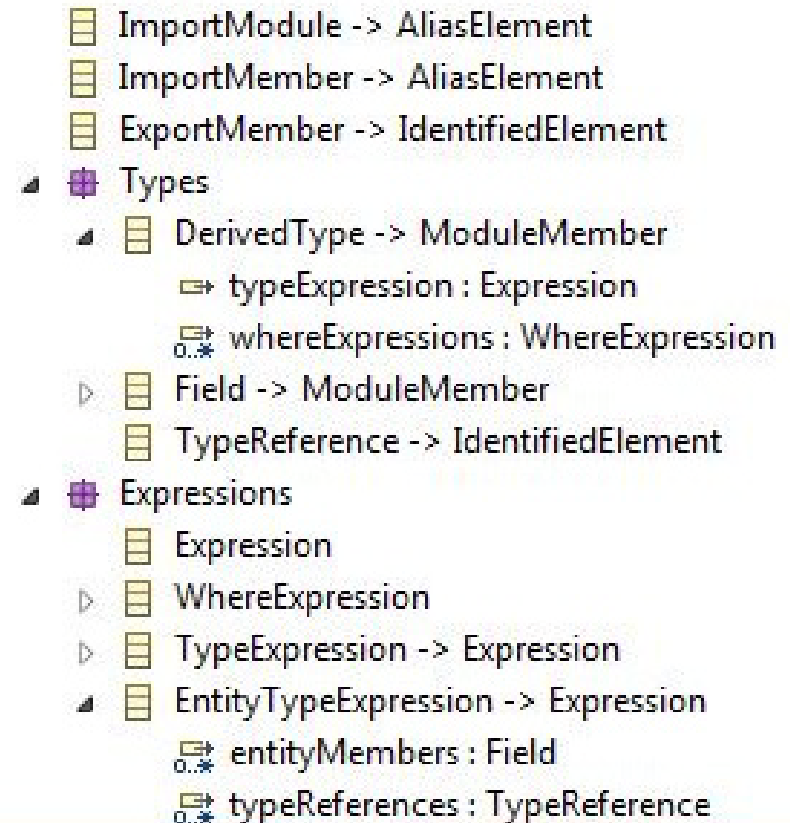 ImportModule -> AliasElement
ImportMember -> AliasElement
ExportMember -> IdentifiedElement
Types
DerivedType -> ModuleMember
typeExpression : Expression
0..* whereExpressions : WhereExpression
Field -> ModuleMember
TypeReference -> IdentifiedElement
Expressions
Expression
WhereExpression
TypeExpression -> Expression
EntityTypeExpression -> Expression
0..* entityMembers : Field
0..* typeReferences : TypeReference